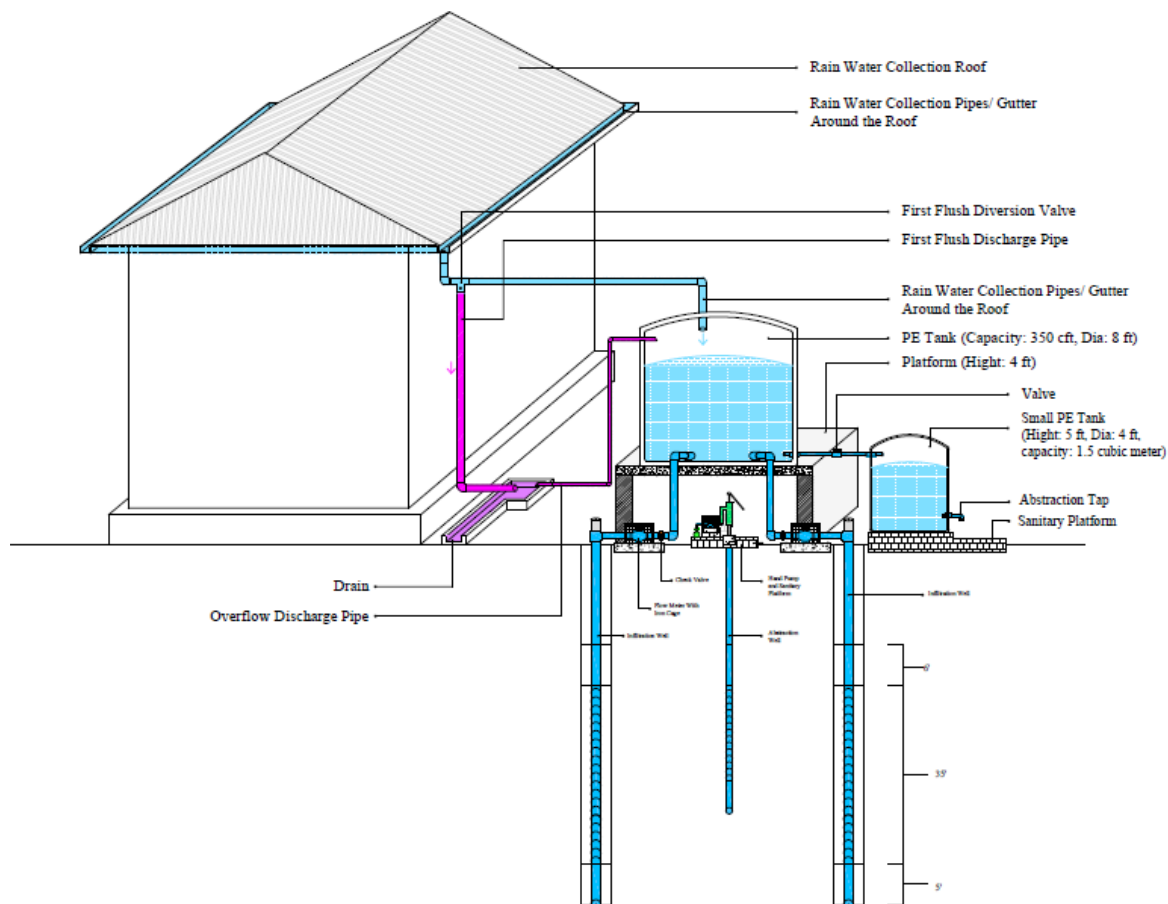 Rain Water Collection Roof
Rain Water Collection Pipes/ Gutter
Around the Roof
First Flush Diversion Valve
First Flush Discharge Pipe
Rain Water Collection Pipes/ Gutter
Around the Roof
PE Tank (Capacity: 350 cft, Dia: 8 ft)
Platform (Hight: 4 ft)
Valve
Small PE Tank
(Hight: 5 ft, Dia: 4 ft,
capacity: 1.5 cubic meter)
Abstraction Tap
Sanitary Platform
Drain
Overflow Discharge Pipe
Check Valve
Flow Meter With
Iron Cage
Infiltration Well
Hand Pump
and Sanitary
Platform
Abstraction
Well
Infiltration Well
35'
5'